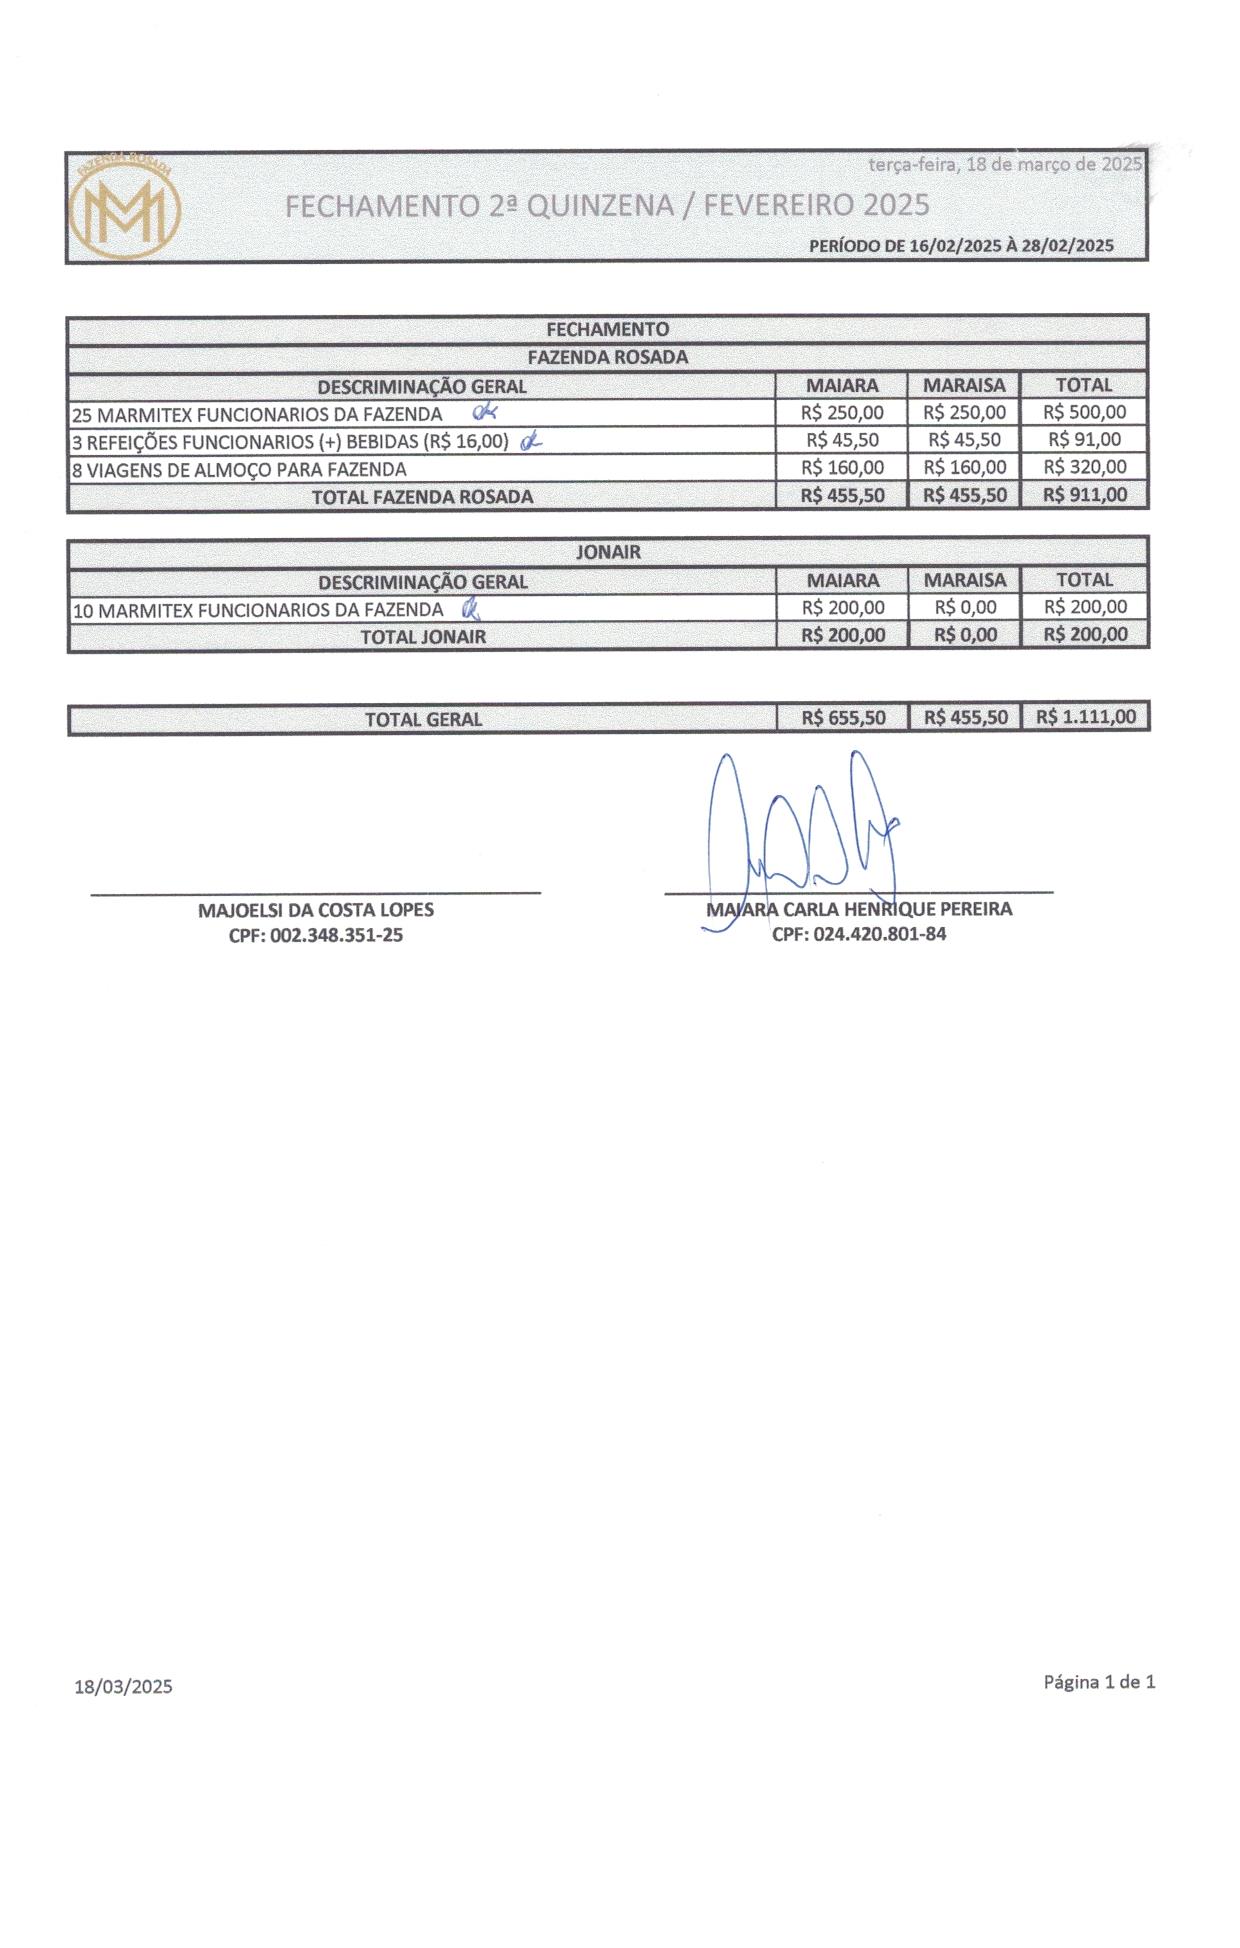 FAZENDA ROSADA
terça-feira, 18 de março de 2025
FECHAMENTO 2ª QUINZENA / FEVEREIRO 2025
PERÍODO DE 16/02/2025 À 28/02/2025
FECHAMENTO
FAZENDA ROSADA
DESCRIMINAÇÃO GERAL MAIARA MARAISA TOTAL
25 MARMITEX FUNCIONARIOS DA FAZENDA ok R$ 250,00 R$ 250,00 R$ 500,00
3 REFEIÇÕES FUNCIONARIOS (+) BEBIDAS (R$ 16,00) ok R$ 45,50 R$ 45,50 R$ 91,00
8 VIAGENS DE ALMOÇO PARA FAZENDA R$ 160,00 R$ 160,00 R$ 320,00
TOTAL FAZENDA ROSADA R$ 455,50 R$ 455,50 R$ 911,00
JONAIR
DESCRIMINAÇÃO GERAL MAIARA MARAISA TOTAL
10 MARMITEX FUNCIONARIOS DA FAZENDA ok R$ 200,00 R$ 0,00 R$ 200,00
TOTAL JONAIR R$ 200,00 R$ 0,00 R$ 200,00
TOTAL GERAL R$ 655,50 R$ 455,50 R$ 1.111,00
MAJOELSI DA COSTA LOPES
CPF: 002.348.351-25
MAIARA CARLA HENRIQUE PEREIRA
CPF: 024.420.801-84
18/03/2025
Página 1 de 1